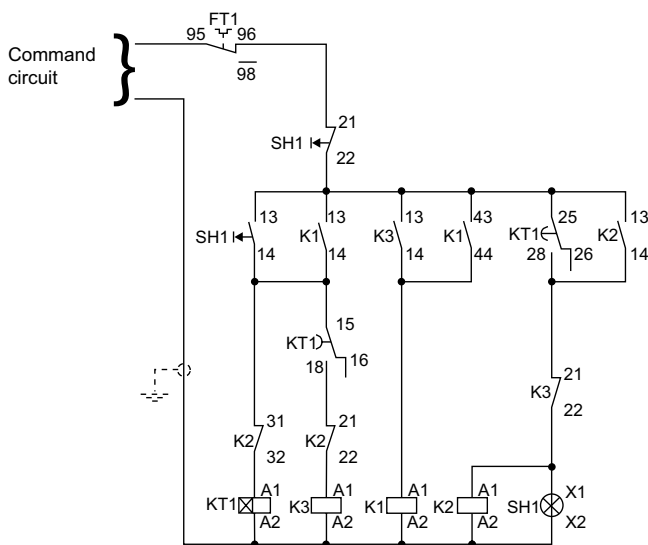 FT1
95 96
98
Command
circuit
21
SH1
22
13 13 13 43 25 13
SH1 K1 K3 K1 KT1 K2
14 14 14 44 28 26 14
15
KT1
18 16
21
K3
22
31 21
K2 K2
32 22
A1 A1 A1 A1 X1
KT1 K3 K1 K2 SH1
A2 A2 A2 A2 X2